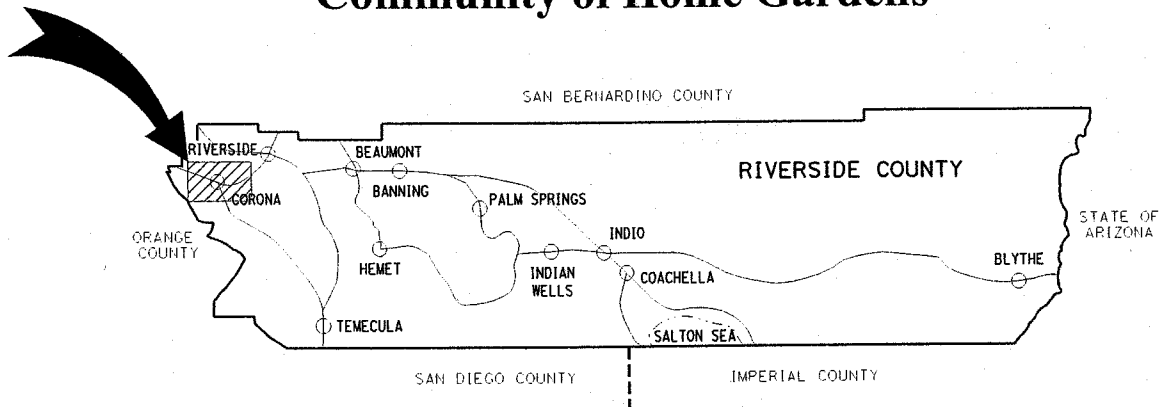 Community of Home Gardens
SAN BERNARDINO COUNTY
RIVERSIDE
BEAUMONT
RIVERSIDE COUNTY
BANNING
CORONA
PALM SPRINGS
STATE OF
ARIZONA
ORANGE
COUNTY
INDIO
HEMET
INDIAN
WELLS
COACHELLA
BLYTHE
TEMECULA
SALTON SEA
SAN DIEGO COUNTY
IMPERIAL COUNTY